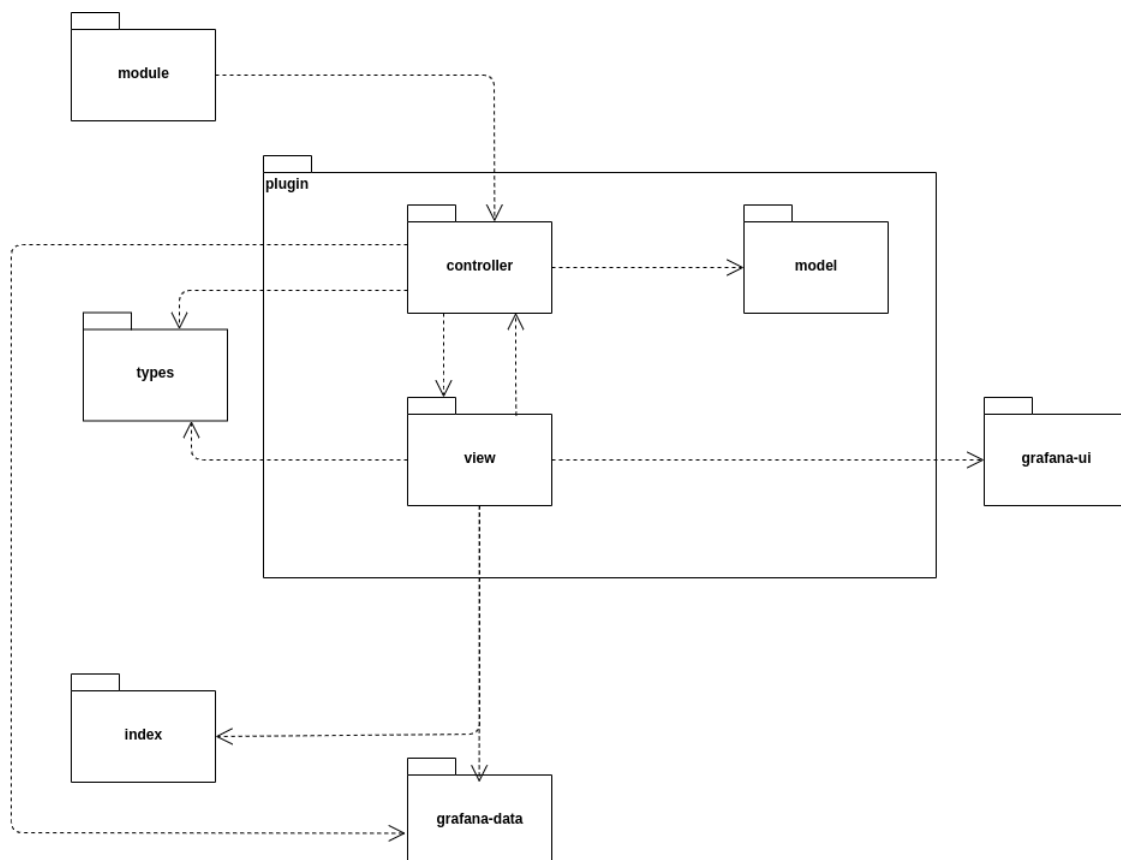 module
plugin
controller
model
types
view
grafana-ui
index
grafana-data